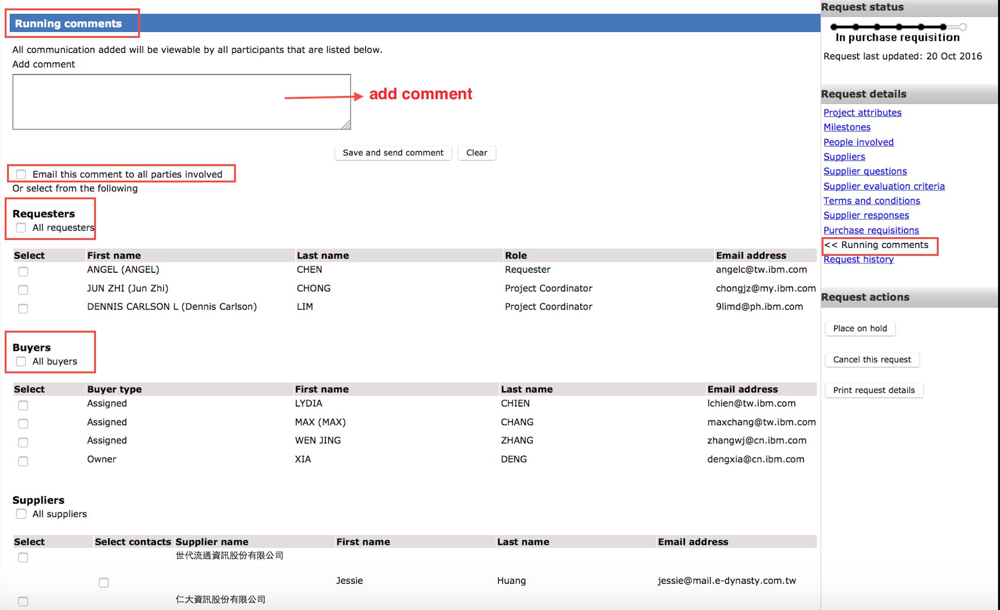 Running comments
All communication added will be viewable by all participants that are listed below.
Add comment
add comment
Save and send comment Clear
Email this comment to all parties involved
Or select from the following
Requesters
All requesters
Select First name Last name Role Email address
ANGEL (ANGEL) CHEN Requester angelc@tw.ibm.com
JUN ZHI (Jun Zhi) CHONG Project Coordinator chongjz@my.ibm.com
DENNIS CARLSON L (Dennis Carlson) LIM Project Coordinator 9limd@ph.ibm.com
Buyers
All buyers
Select Buyer type First name Last name Email address
Assigned LYDIA CHIEN lchien@tw.ibm.com
Assigned MAX (MAX) CHANG maxchang@tw.ibm.com
Assigned WEN JING ZHANG zhangwj@cn.ibm.com
Owner XIA DENG dengxia@cn.ibm.com
Suppliers
All suppliers
Select Select contacts Supplier name First name Last name Email address
世代流通資訊股份有限公司
Jessie Huang jessie@mail.e-dynasty.com.tw
仁大資訊股份有限公司
Request status
In purchase requisition
Request last updated: 20 Oct 2016
Request details
Project attributes
Milestones
People involved
Suppliers
Supplier questions
Supplier evaluation criteria
Terms and conditions
Supplier responses
Purchase requisitions
<< Running comments
Request history
Request actions
Place on hold
Cancel this request
Print request details